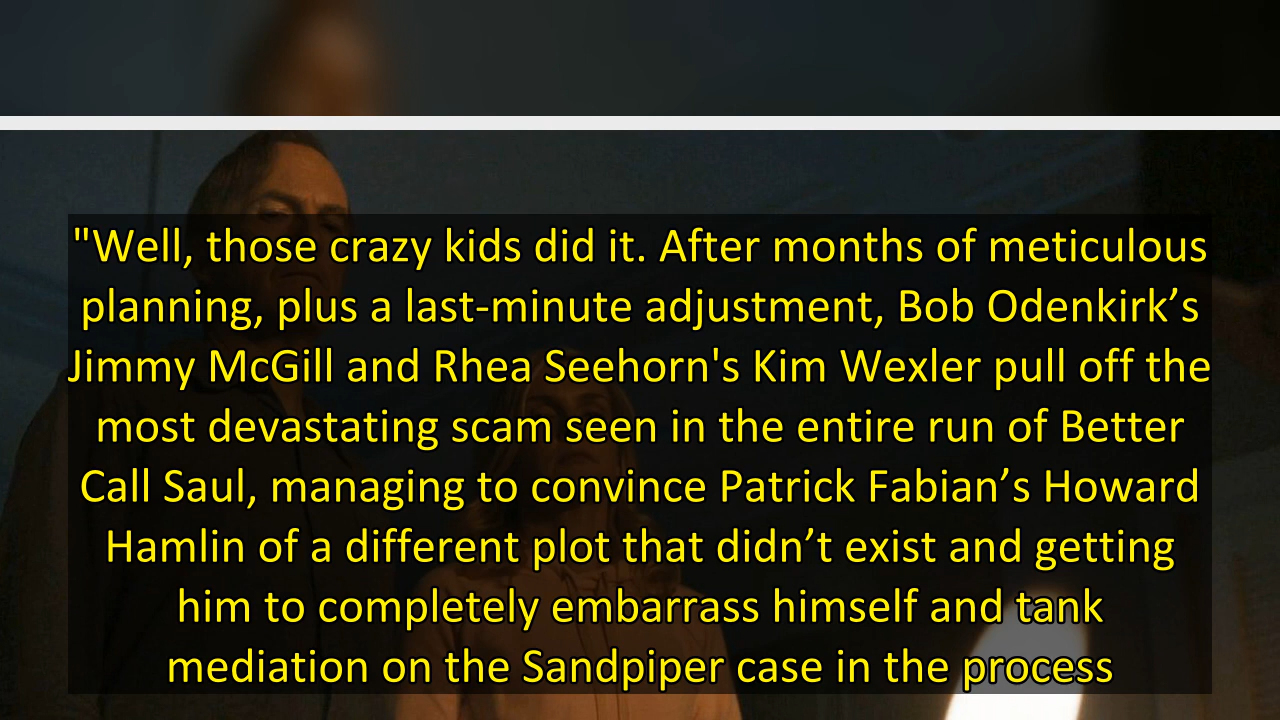 "Well, those crazy kids did it. After months of meticulous
planning, plus a last-minute adjustment, Bob Odenkirk’s
Jimmy McGill and Rhea Seehorn's Kim Wexler pull off the
most devastating scam seen in the entire run of Better
Call Saul, managing to convince Patrick Fabian’s Howard
Hamlin of a different plot that didn’t exist and getting
him to completely embarrass himself and tank
mediation on the Sandpiper case in the process